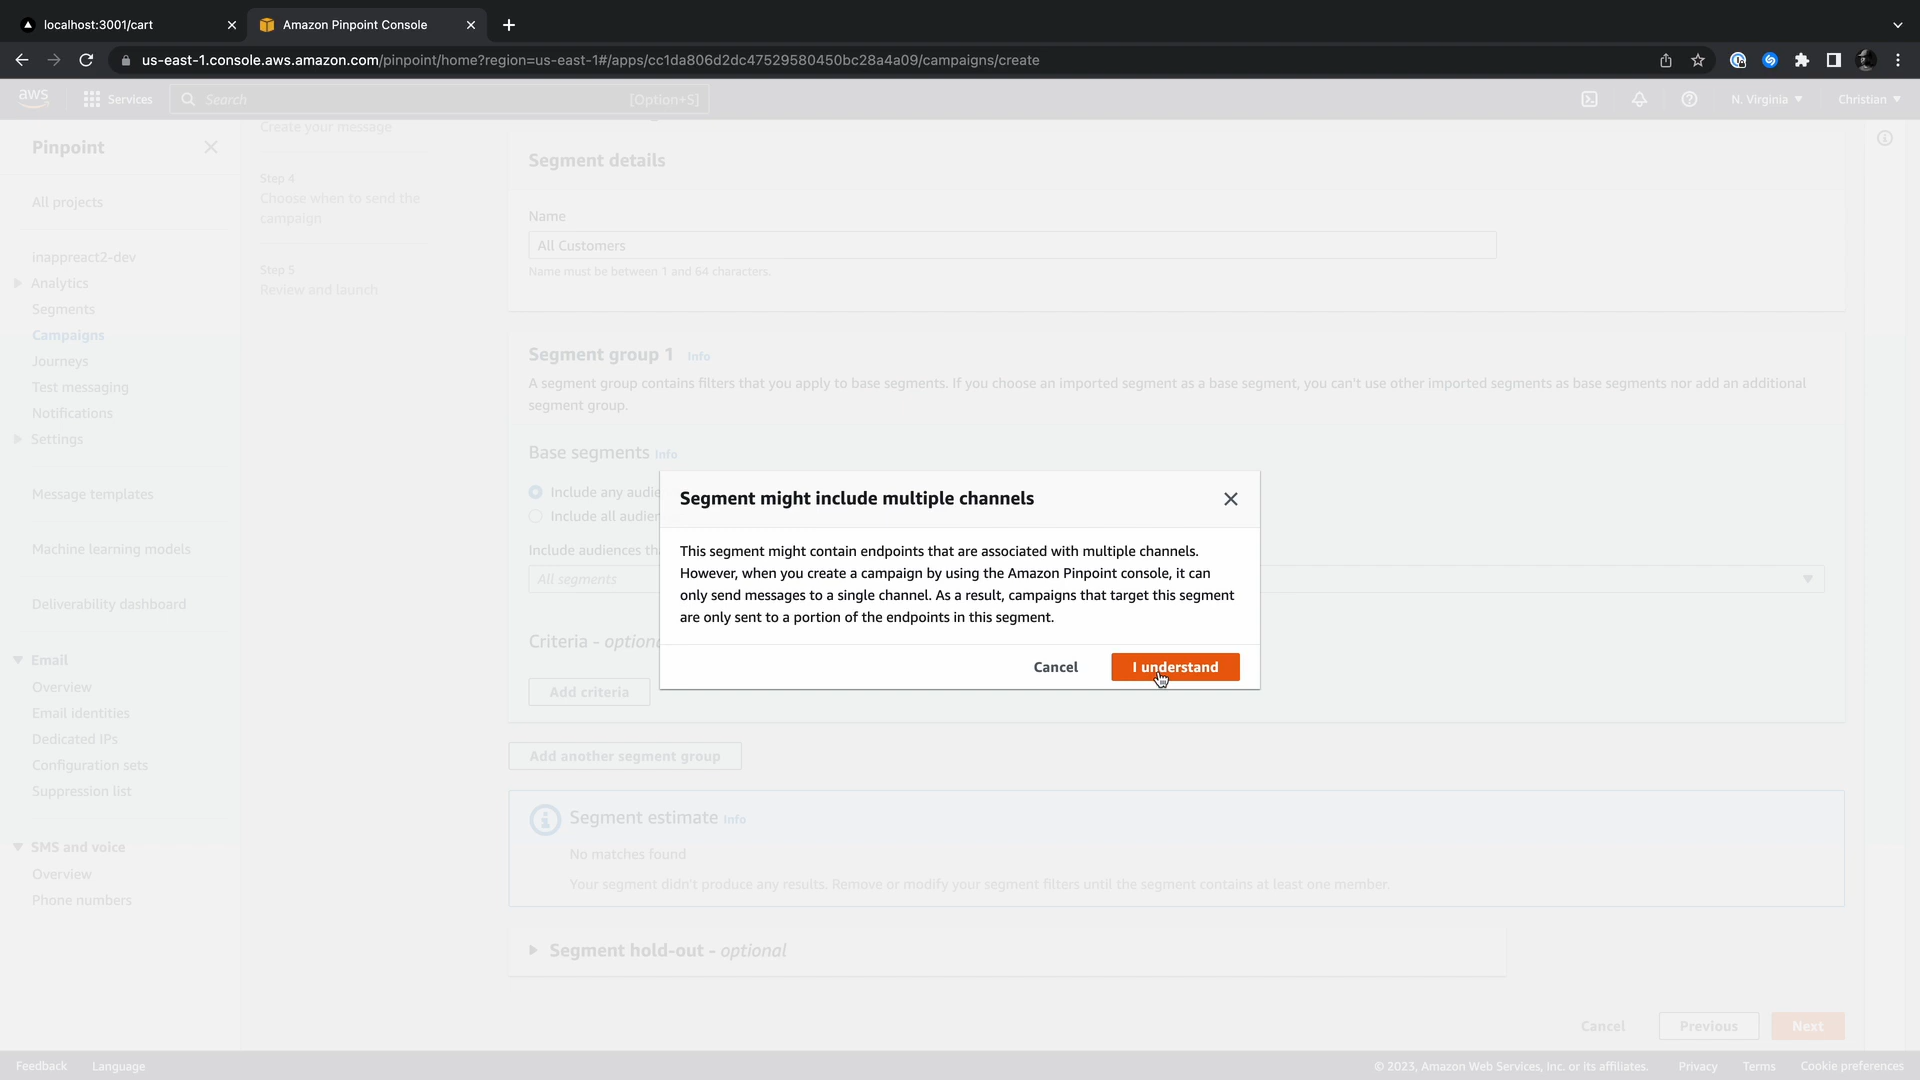 localhost:3001/cart
Amazon Pinpoint Console
us-east-1.console.aws.amazon.com/pinpoint/home?region=us-east-1#/apps/cc1da806d2dc47529580450bc28a4a09/campaigns/create
aws
Services
Search
[Option+S]
N. Virginia
Christian
Pinpoint
All projects
inappreact2-dev
Analytics
Segments
Campaigns
Journeys
Test messaging
Notifications
Settings
Message templates
Machine learning models
Deliverability dashboard
Email
Overview
Email identities
Dedicated IPs
Configuration sets
Suppression list
SMS and voice
Overview
Phone numbers
Create your message
Step 4
Choose when to send the
campaign
Step 5
Review and launch
Segment details
Name
All Customers
Name must be between 1 and 64 characters.
Segment group 1 Info
A segment group contains filters that you apply to base segments. If you choose an imported segment as a base segment, you can't use other imported segments as base segments nor add an additional
segment group.
Base segments Info
Include any audie
Include all audien
Include audiences th
All segments
Criteria - optiona
Add criteria
Segment might include multiple channels
This segment might contain endpoints that are associated with multiple channels.
However, when you create a campaign by using the Amazon Pinpoint console, it can
only send messages to a single channel. As a result, campaigns that target this segment
are only sent to a portion of the endpoints in this segment.
Cancel
I understand
Add another segment group
Segment estimate Info
No matches found
Your segment didn't produce any results. Remove or modify your segment filters until the segment contains at least one member.
Segment hold-out - optional
Cancel
Previous
Next
Feedback
Language
© 2023, Amazon Web Services, Inc. or its affiliates.
Privacy
Terms
Cookie preferences